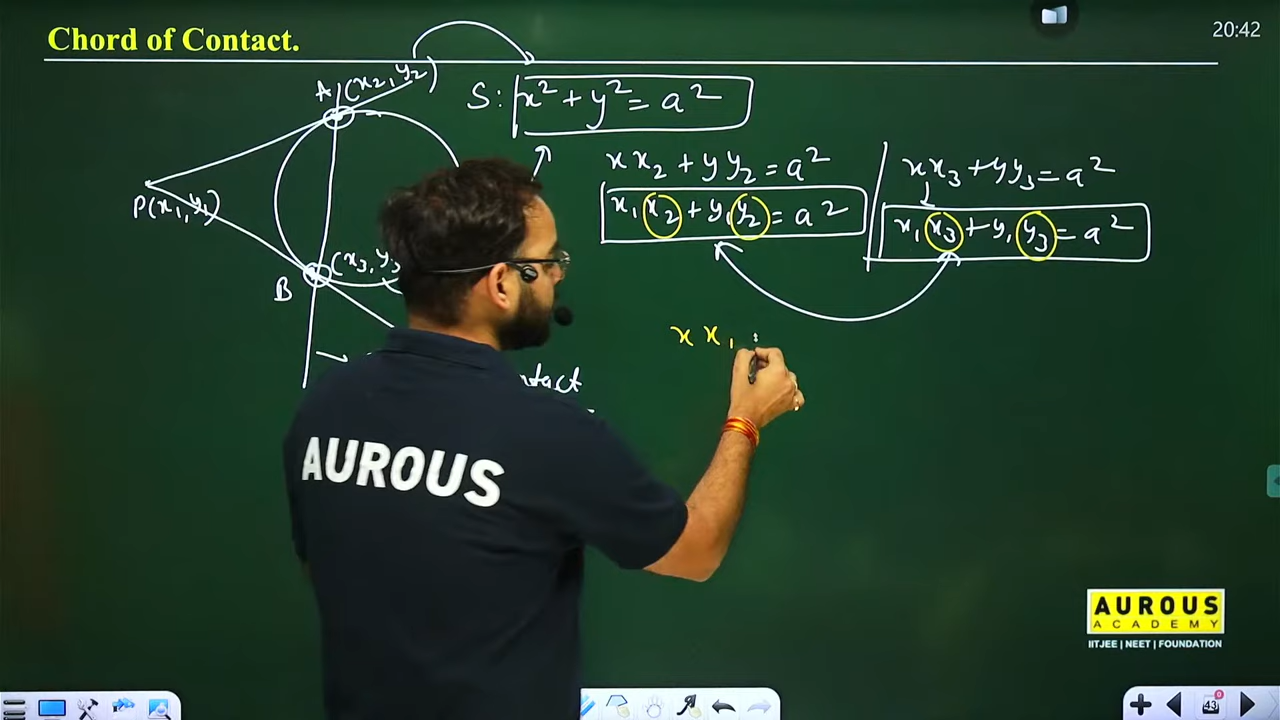 20:42
Chord of Contact.
A (x2, y2)
S: x² + y² = a²
x x₂ + y y₂ = a²
x₁ x₂ + y₁ y₂ = a²
x x₃ + y y₃ = a²
x₁ x₃ + y₁ y₃ = a²
P(x₁, y₁)
B
(x₃, y₃
x x₁
AUROUS
AUROUS
ACADEMY
IITJEE | NEET | FOUNDATION
43